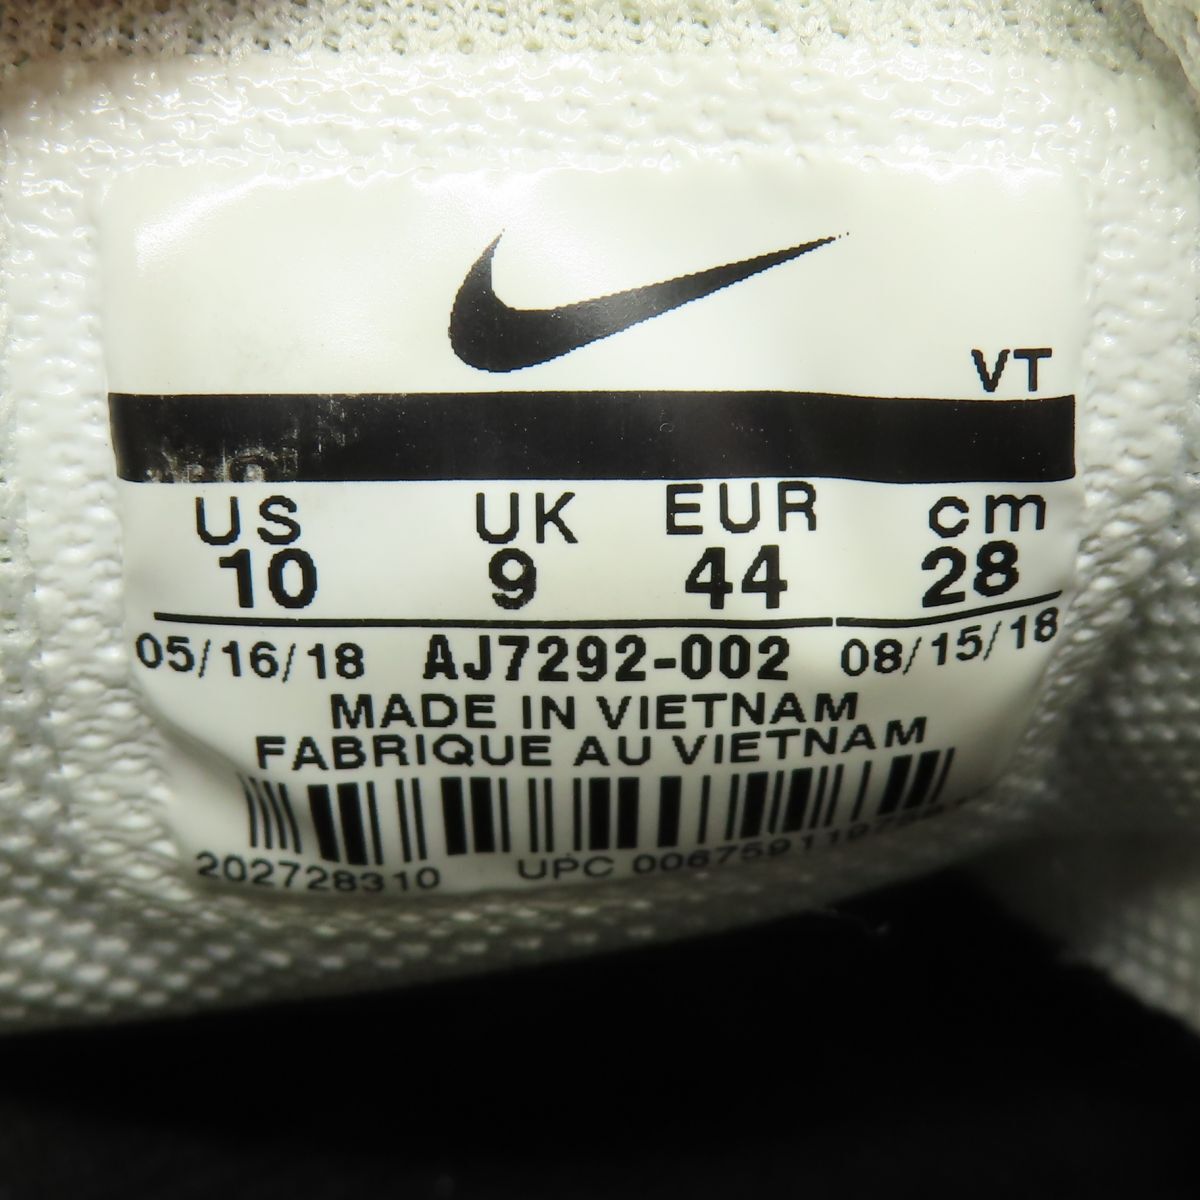 VT
US UK EUR cm
10 9 44 28
05/16/18 AJ7292-002 08/15/18
MADE IN VIETNAM
FABRIQUE AU VIETNAM
202728310 UPC